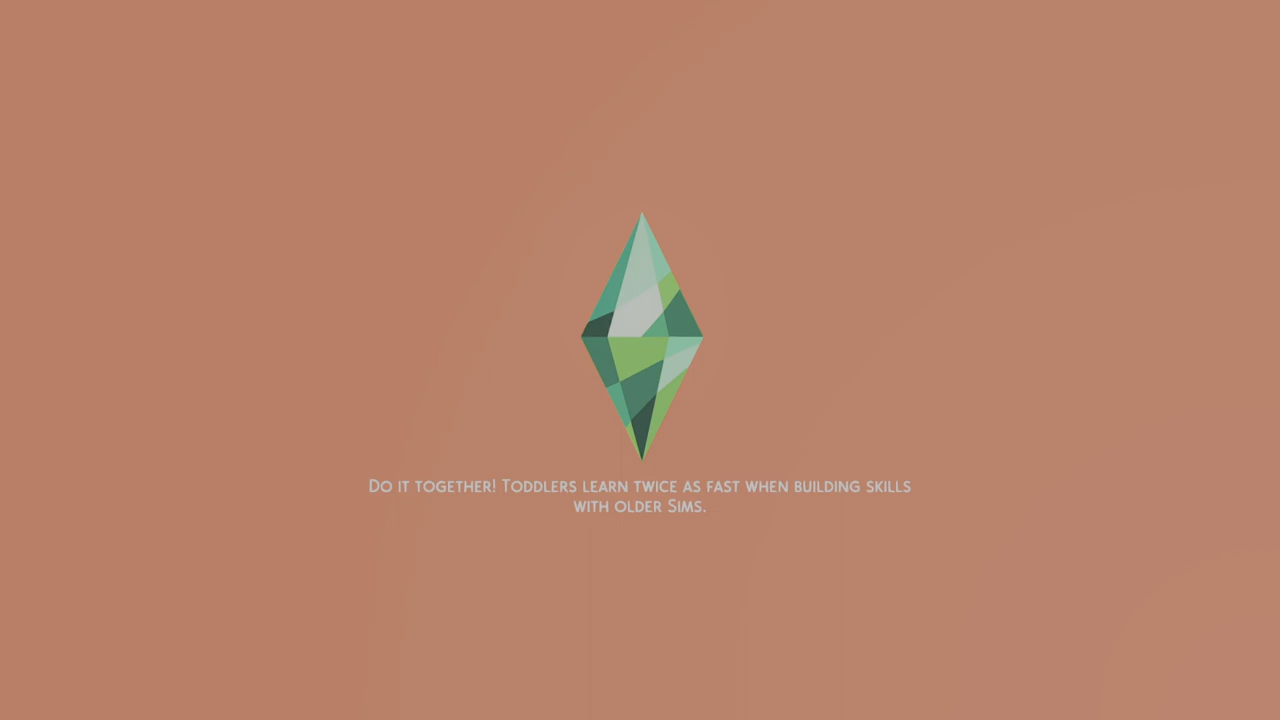 Do it together! Toddlers learn twice as fast when building skills
with older Sims.